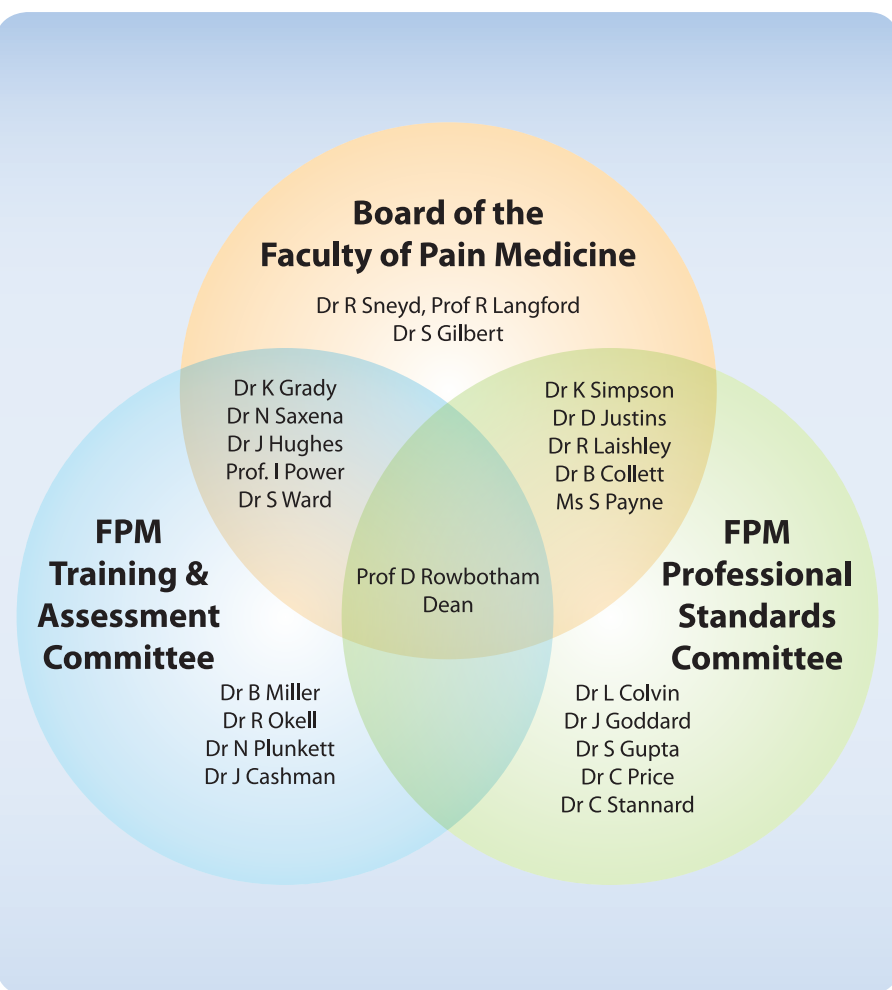 Board of the
Faculty of Pain Medicine
Dr R Sneyd, Prof R Langford
Dr S Gilbert
Dr K Grady
Dr N Saxena
Dr J Hughes
Prof. I Power
Dr S Ward
Dr K Simpson
Dr D Justins
Dr R Laishley
Dr B Collett
Ms S Payne
FPM
Training &
Assessment
Committee
Prof D Rowbotham
Dean
FPM
Professional
Standards
Committee
Dr B Miller
Dr R Okell
Dr N Plunkett
Dr J Cashman
Dr L Colvin
Dr J Goddard
Dr S Gupta
Dr C Price
Dr C Stannard